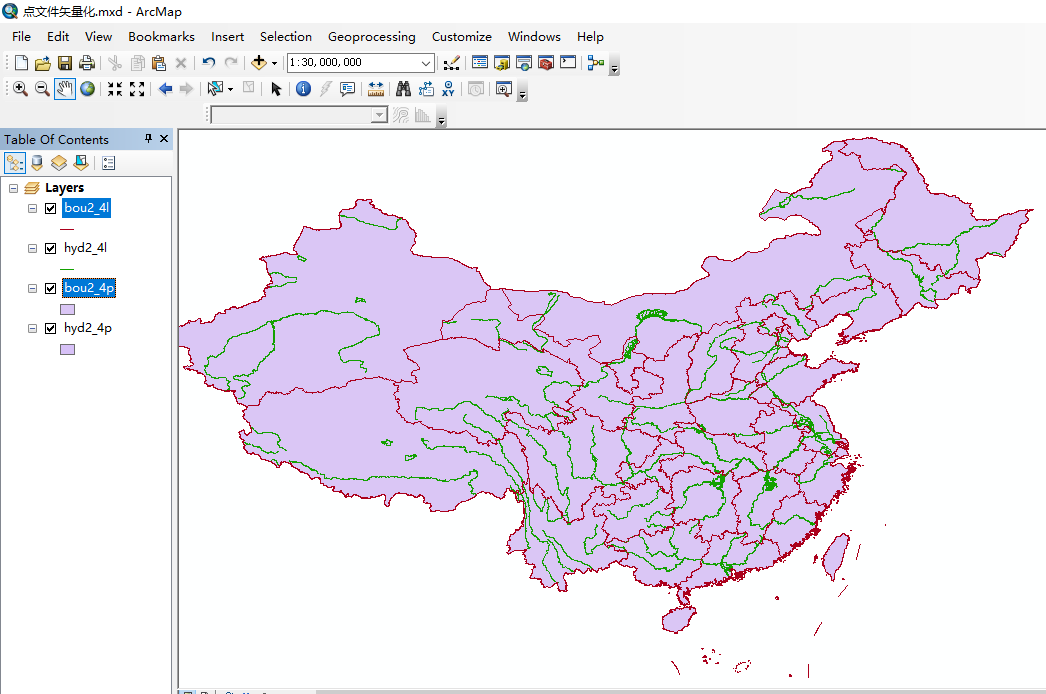 点文件矢量化.mxd - ArcMap
File Edit View Bookmarks Insert Selection Geoprocessing Customize Windows Help
1:30,000,000
XY
Table Of Contents
Layers
bou2_4l
hyd2_4l
bou2_4p
hyd2_4p